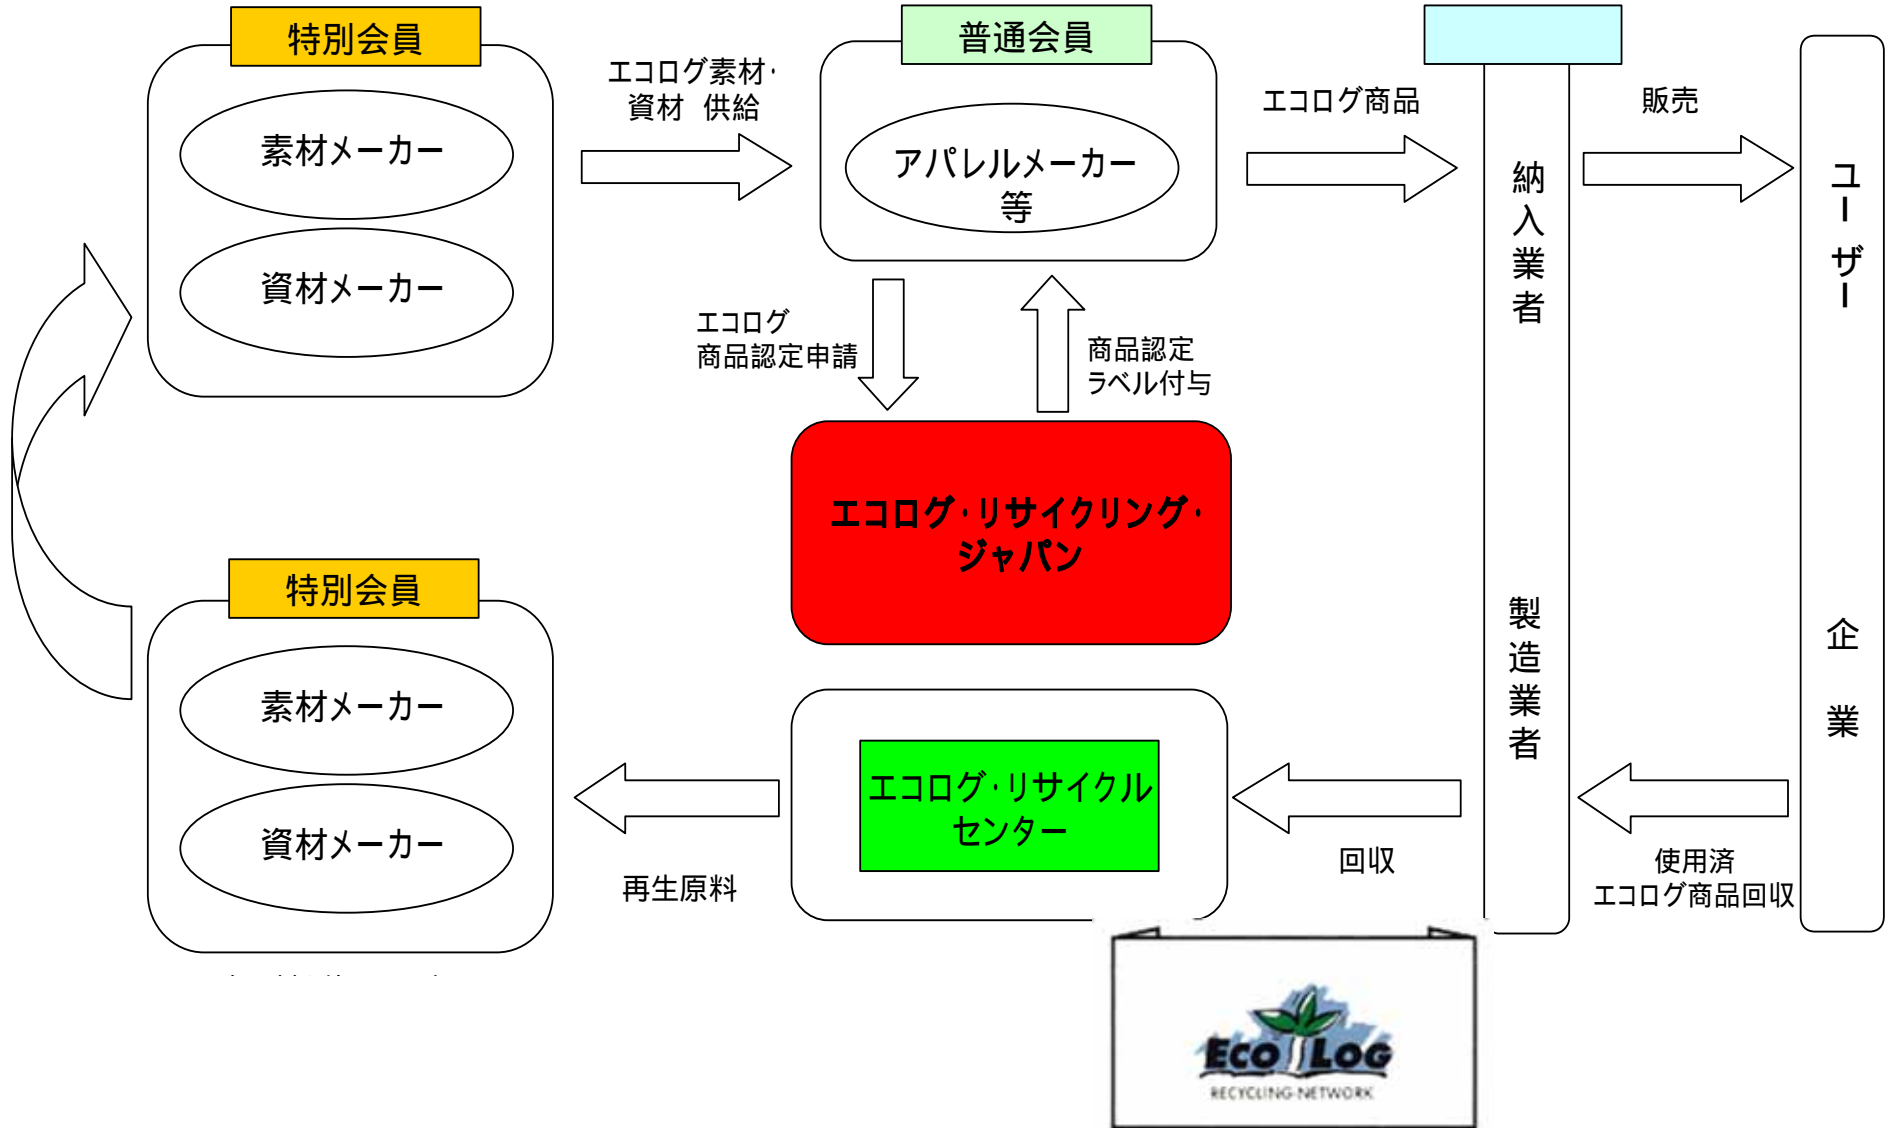 特別会員
素材メーカー
資材メーカー
エコログ素材・
資材 供給
普通会員
アパレルメーカー
等
エコログ商品
納入業者
販売
ユーザー
エコログ
商品認定申請
商品認定
ラベル付与
エコログ・リサイクリング・
ジャパン
特別会員
素材メーカー
資材メーカー
再生原料
エコログ・リサイクル
センター
回収
製造業者
使用済
エコログ商品回収
企業
ECO LOG
RECYCLING-NETWORK